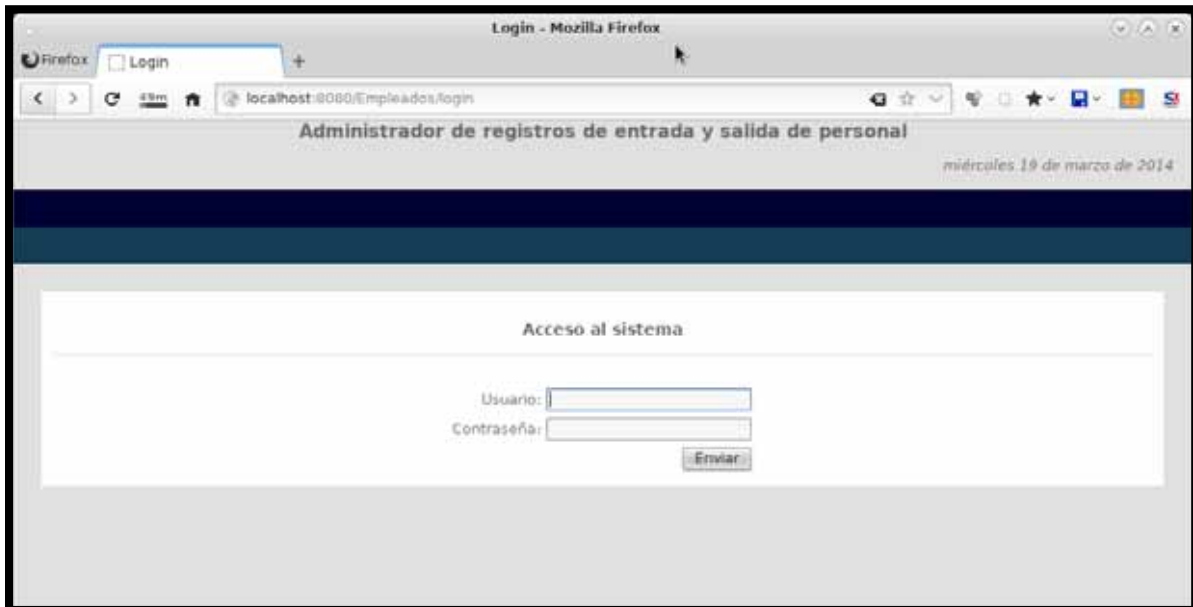 Login - Mozilla Firefox
Firefox Login +
localhost:8080/Empleados/login
Administrador de registros de entrada y salida de personal
miércoles 19 de marzo de 2014
Acceso al sistema
Usuario:
Contraseña:
Enviar